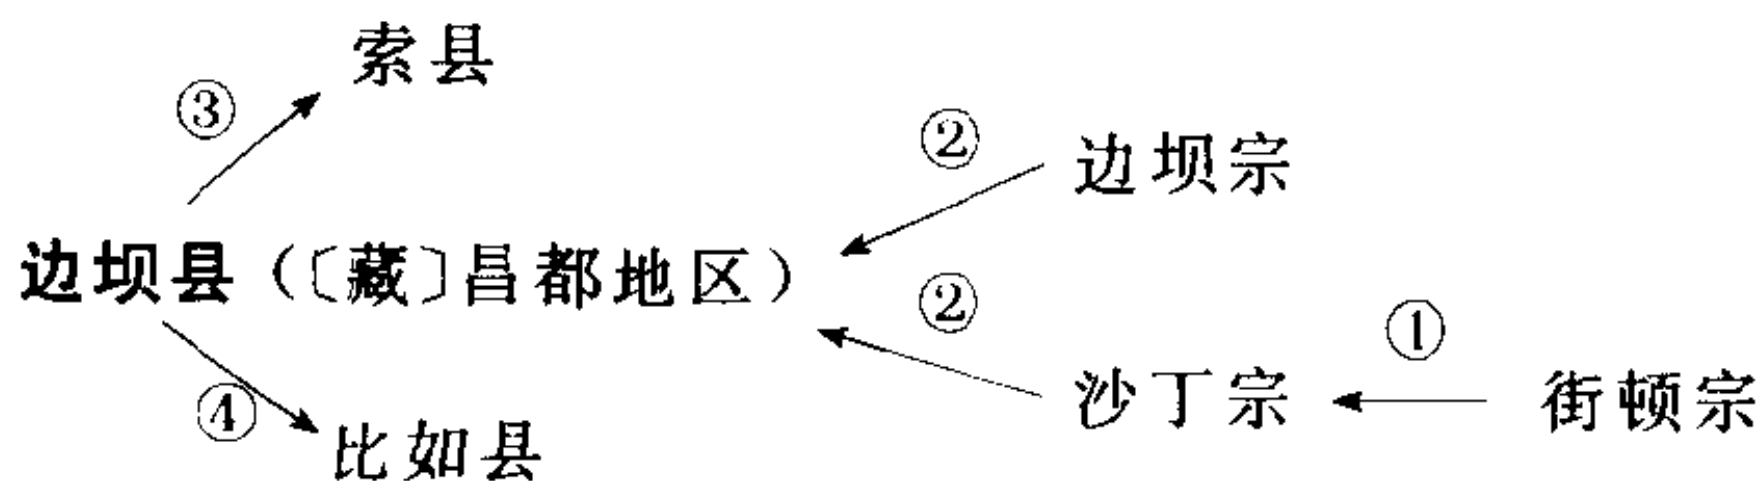 索县
③
② 边坝宗
边坝县（〔藏〕昌都地区）
②
①
沙丁宗 街顿宗
④
比如县